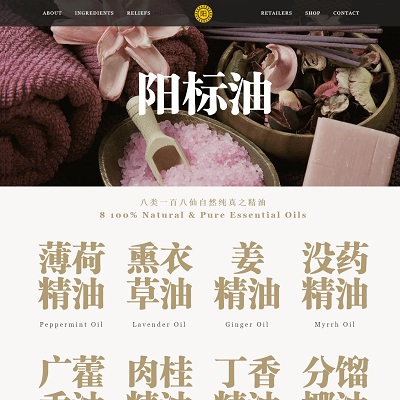 ABOUT INGREDIENTS RELIEFS RETAILERS SHOP CONTACT
阳标油
八类一百八仙自然纯真之精油
8 100% Natural & Pure Essential Oils
薄荷 熏衣 姜 没药
精油 草油 精油 精油
Peppermint Oil Lavender Oil Ginger Oil Myrrh Oil
广藿 肉桂 丁香 分馏